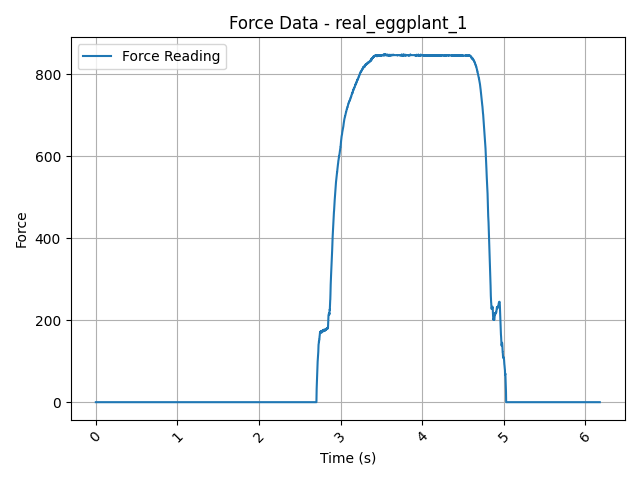 Force Data - real_eggplant_1
Force Reading
Force
800
600
400
200
0
0 1 2 3 4 5 6
Time (s)